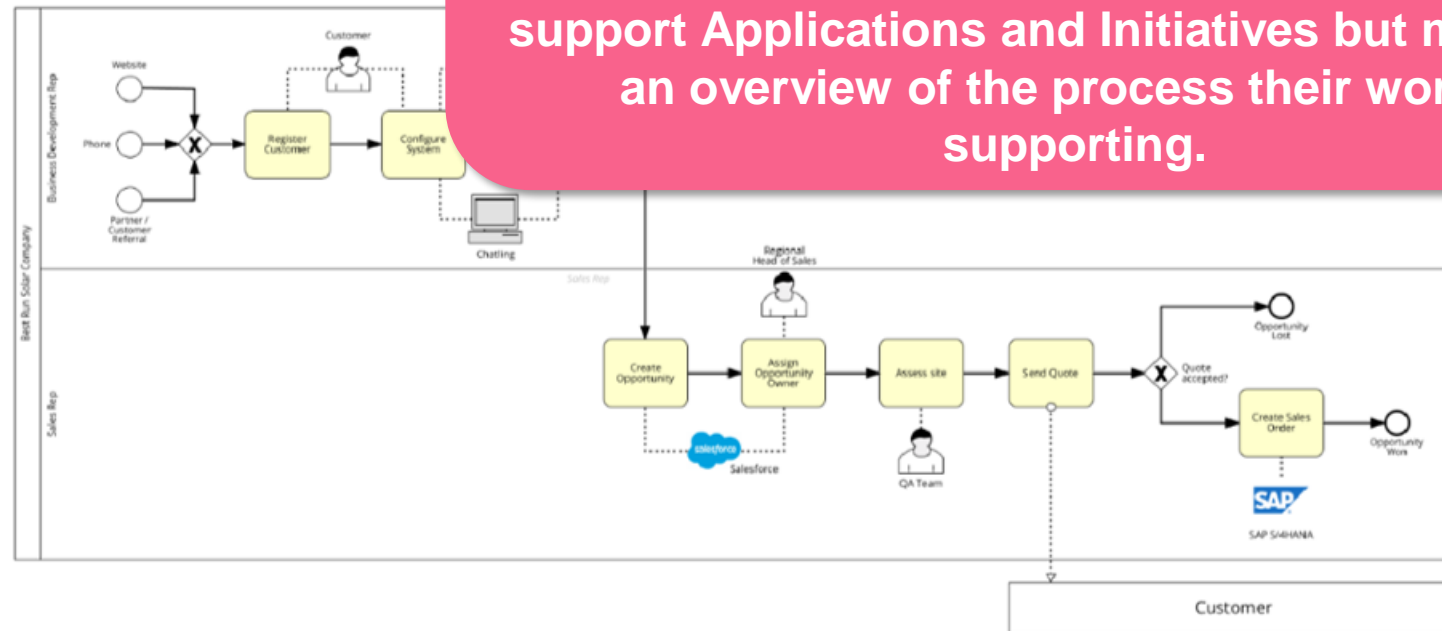 support Applications and Initiatives but
an overview of the process their
supporting.
Best Run Solar Company
Business Development Rep
Website
Phone
Partner /
Customer
Referral
Register
Customer
Customer
Configure
System
Chatling
Sales Rep
Sales Rep
Create
Opportunity
Salesforce
salesforce
Regional
Head of Sales
Assign
Opportunity
Owner
Assess site
QA Team
Send Quote
Quote
accepted?
Opportunity
Lost
Create Sales
Order
SAP
SAP S/4HANA
Opportunity
Won
Customer